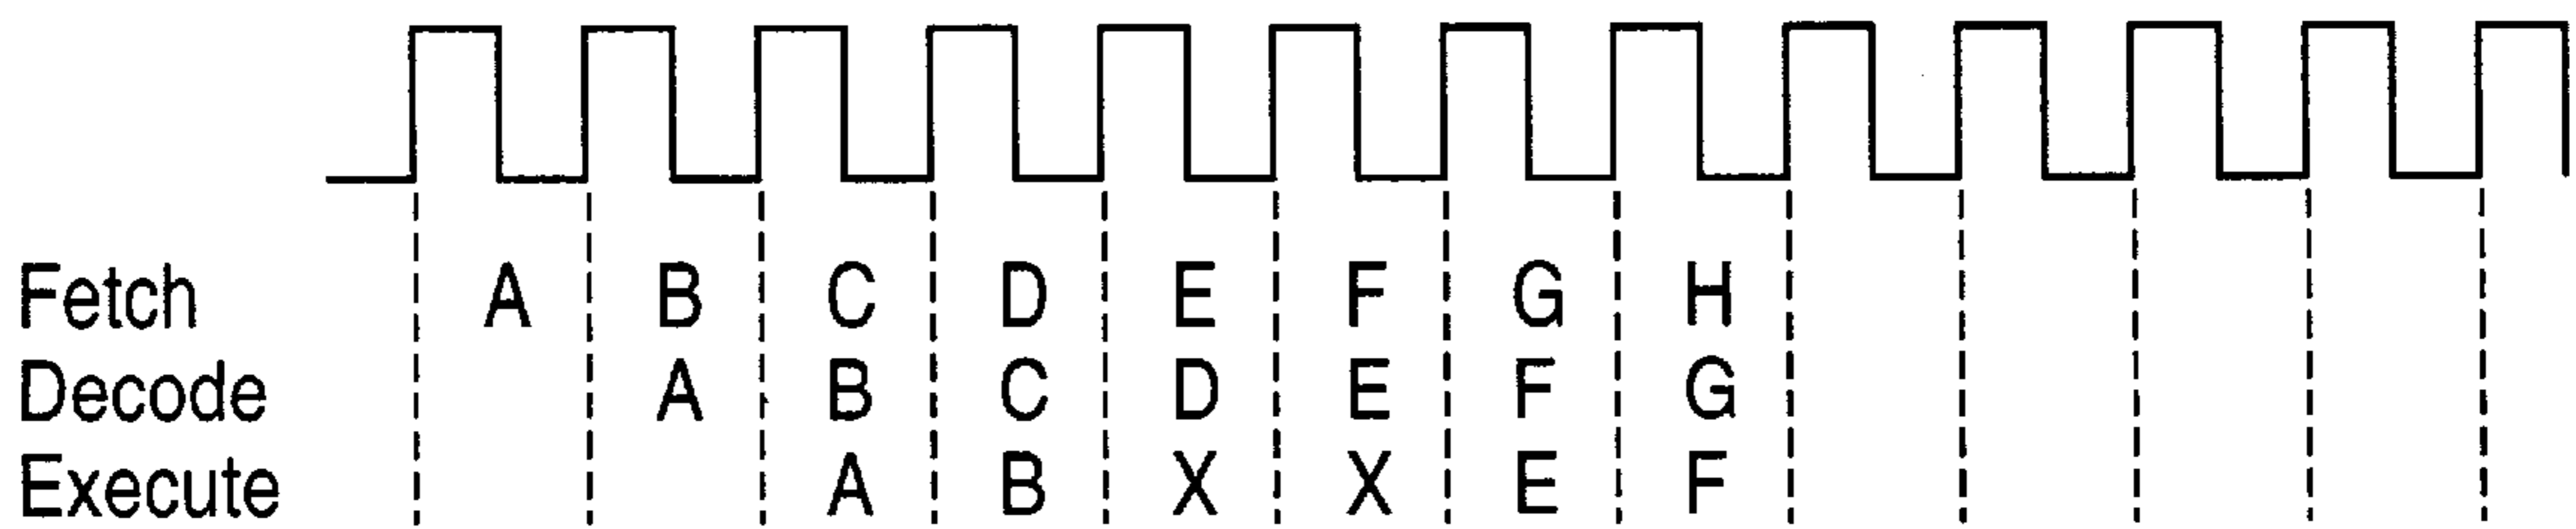 Fetch A B C D E F G H
Decode A B C D E F G
Execute A B X X E F